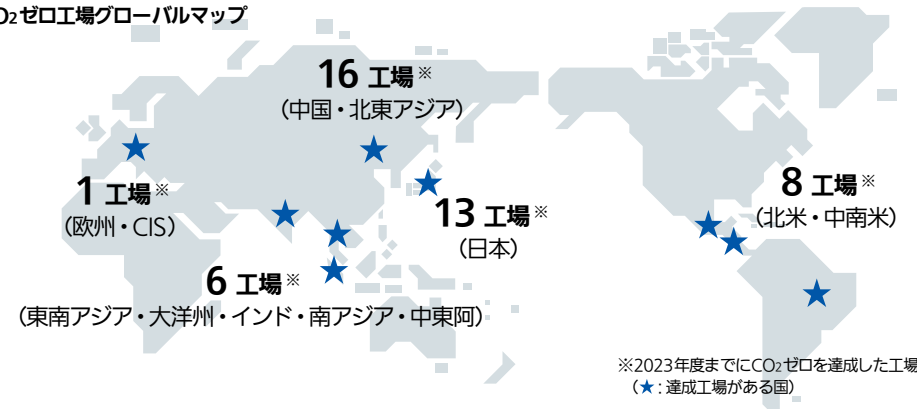 O2ゼロ工場グローバルマップ
16 工場※
（中国・北東アジア）
1 工場※
（欧州・CIS）
13 工場※
（日本）
8 工場※
（北米・中南米）
6 工場※
（東南アジア・大洋州・インド・南アジア・中東阿）
※2023年度までにCO2ゼロを達成した工場
（★：達成工場がある国）